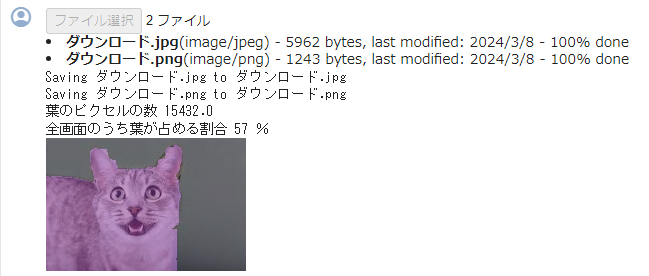 ファイル選択 2 ファイル
• ダウンロード.jpg(image/jpeg) - 5962 bytes, last modified: 2024/3/8 - 100% done
• ダウンロード.png(image/png) - 1243 bytes, last modified: 2024/3/8 - 100% done
Saving ダウンロード.jpg to ダウンロード.jpg
Saving ダウンロード.png to ダウンロード.png
葉のピクセルの数 15432.0
全画面のうち葉が占める割合 57 %